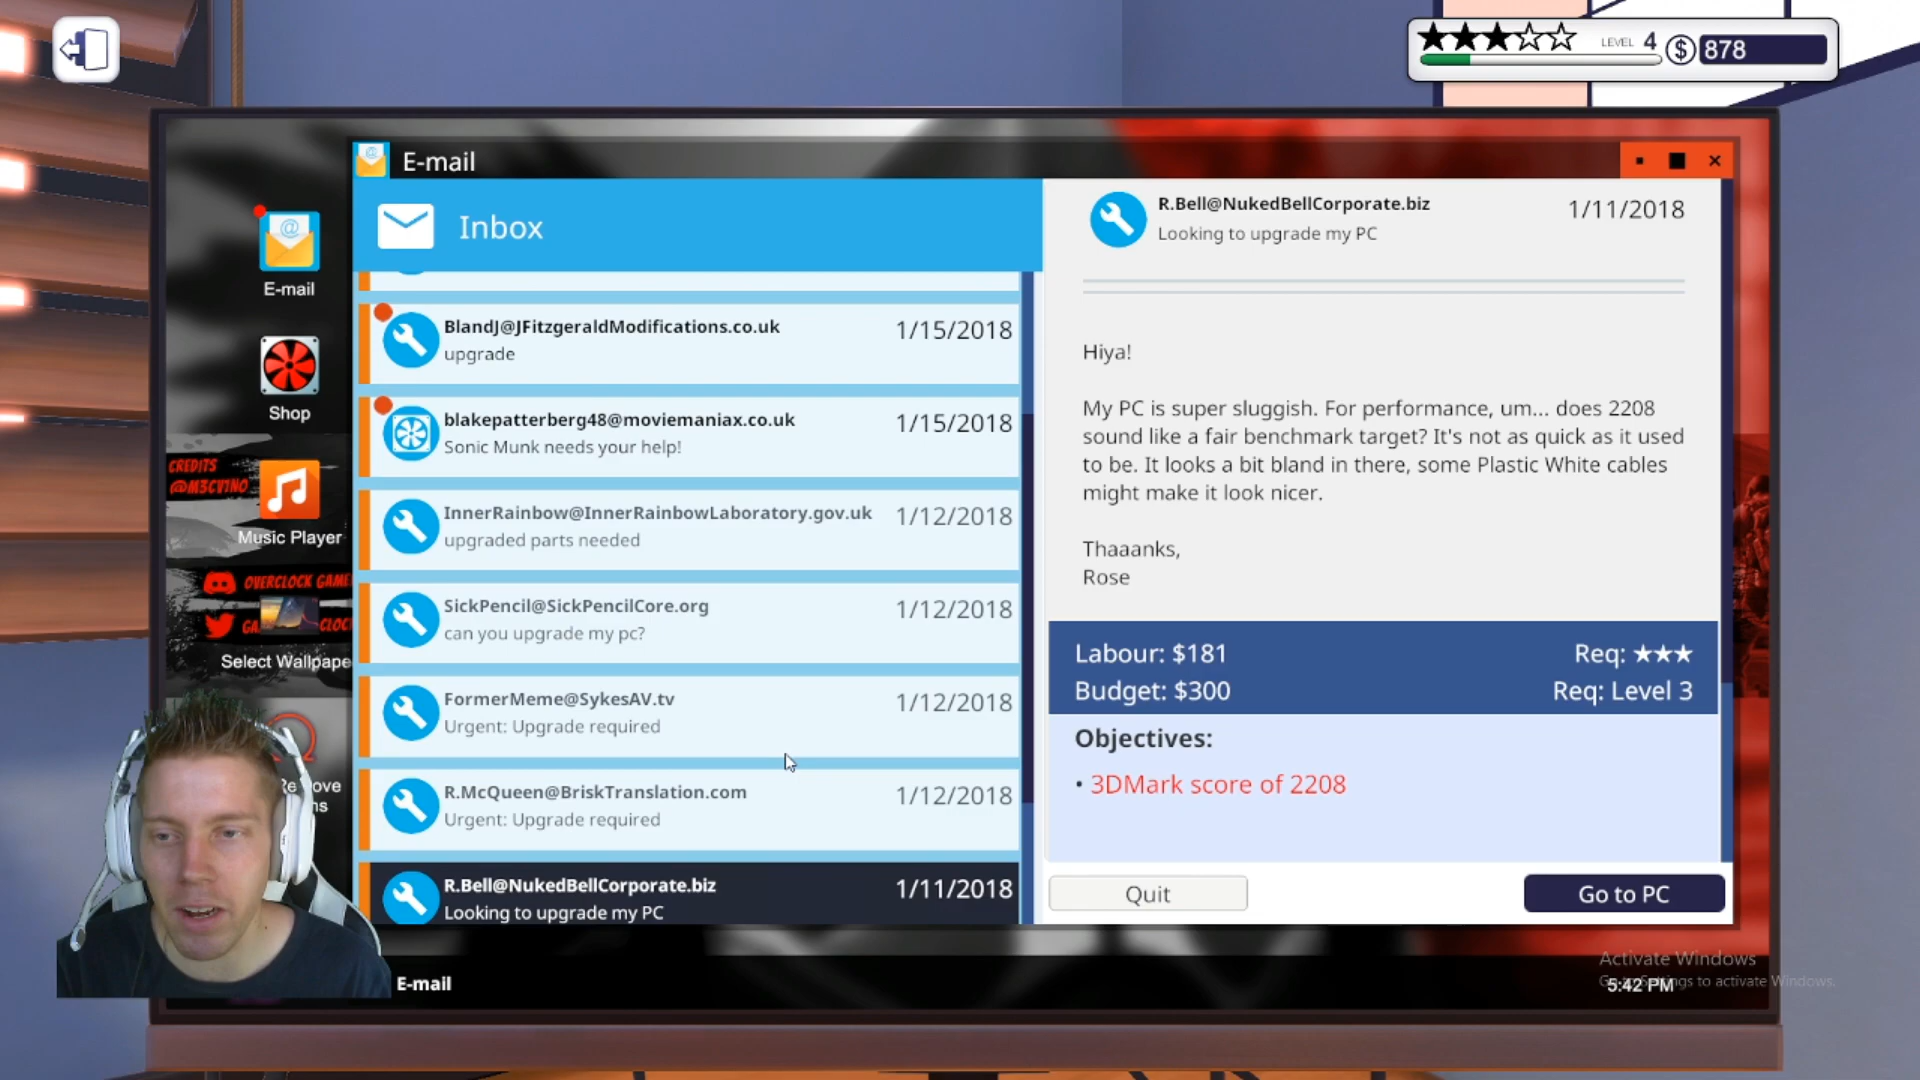 ★★★☆☆ LEVEL 4 $ 878
E-mail
Inbox
BlandJ@JFitzgeraldModifications.co.uk 1/15/2018
upgrade
blakepatterberg48@moviemaniax.co.uk 1/15/2018
Sonic Munk needs your help!
InnerRainbow@InnerRainbowLaboratory.gov.uk 1/12/2018
upgraded parts needed
SickPencil@SickPencilCore.org 1/12/2018
can you upgrade my pc?
FormerMeme@SykesAV.tv 1/12/2018
Urgent: Upgrade required
R.McQueen@BriskTranslation.com 1/12/2018
Urgent: Upgrade required
R.Bell@NukedBellCorporate.biz 1/11/2018
Looking to upgrade my PC
R.Bell@NukedBellCorporate.biz 1/11/2018
Looking to upgrade my PC
Hiya!
My PC is super sluggish. For performance, um... does 2208
sound like a fair benchmark target? It's not as quick as it used
to be. It looks a bit bland in there, some Plastic White cables
might make it look nicer.
Thaaanks,
Rose
Labour: $181 Req: ★★★
Budget: $300 Req: Level 3
Objectives:
• 3DMark score of 2208
Quit
Go to PC
E-mail
Shop
CREDITS
@M3CV1NO
Music Player
OVERCLOCK GAME
Select Wallpape
E-mail
Activate Windows
5:42 PM
to activate Windows.